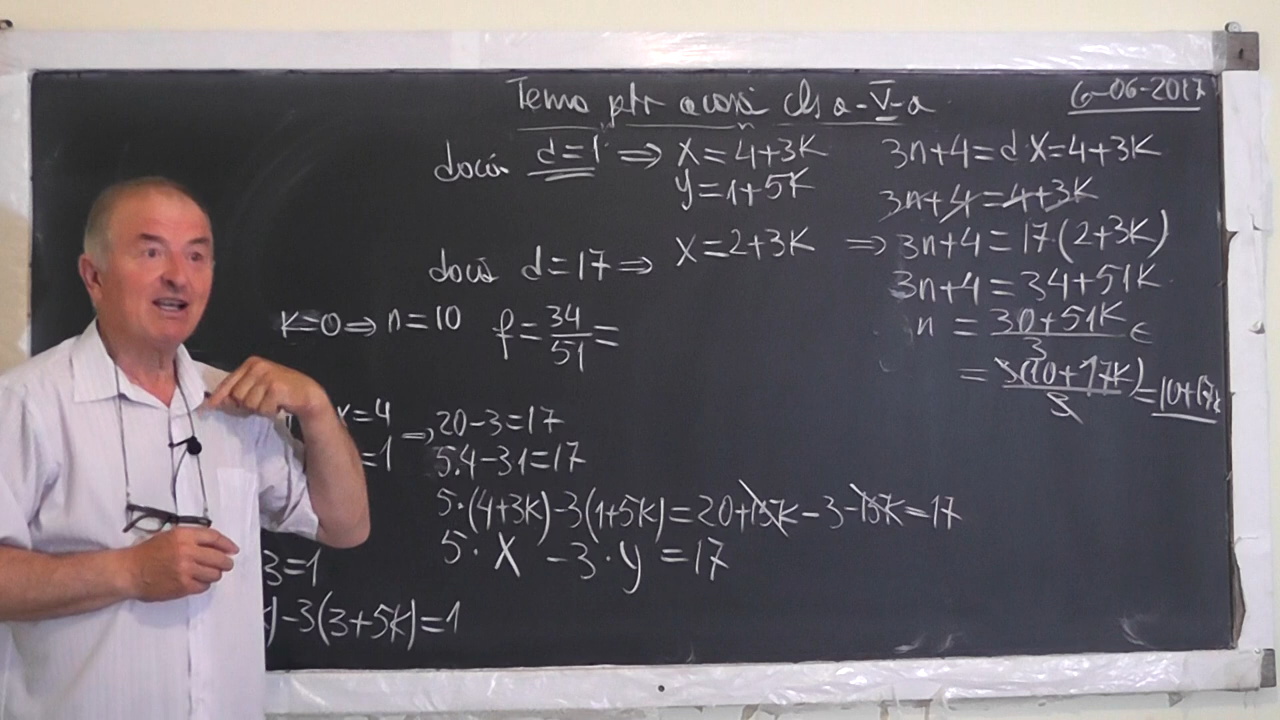 Tema ptr acasă cls a-V-a
6-06-2017
dacă d=1 ⇒ x=4+3k
y=1+5k
dacă d=17 ⇒ x=2+3k ⇒ 3n+4=17(2+3k)
3n+4=d·x=4+3k
3n+4=4+3k
3n+4=34+51k
n = (30+51k)/3 ∈
= 3(10+17k)/3 = 10+17k
k=0 ⇒ n=10 f=34/51=
=4
=1 ⇒ 20-3=17
5·4-3·1=17
5·(4+3k)-3(1+5k)=20+15k-3-15k=17
5·x-3·y=17
3=1
)-3(3+5k)=1